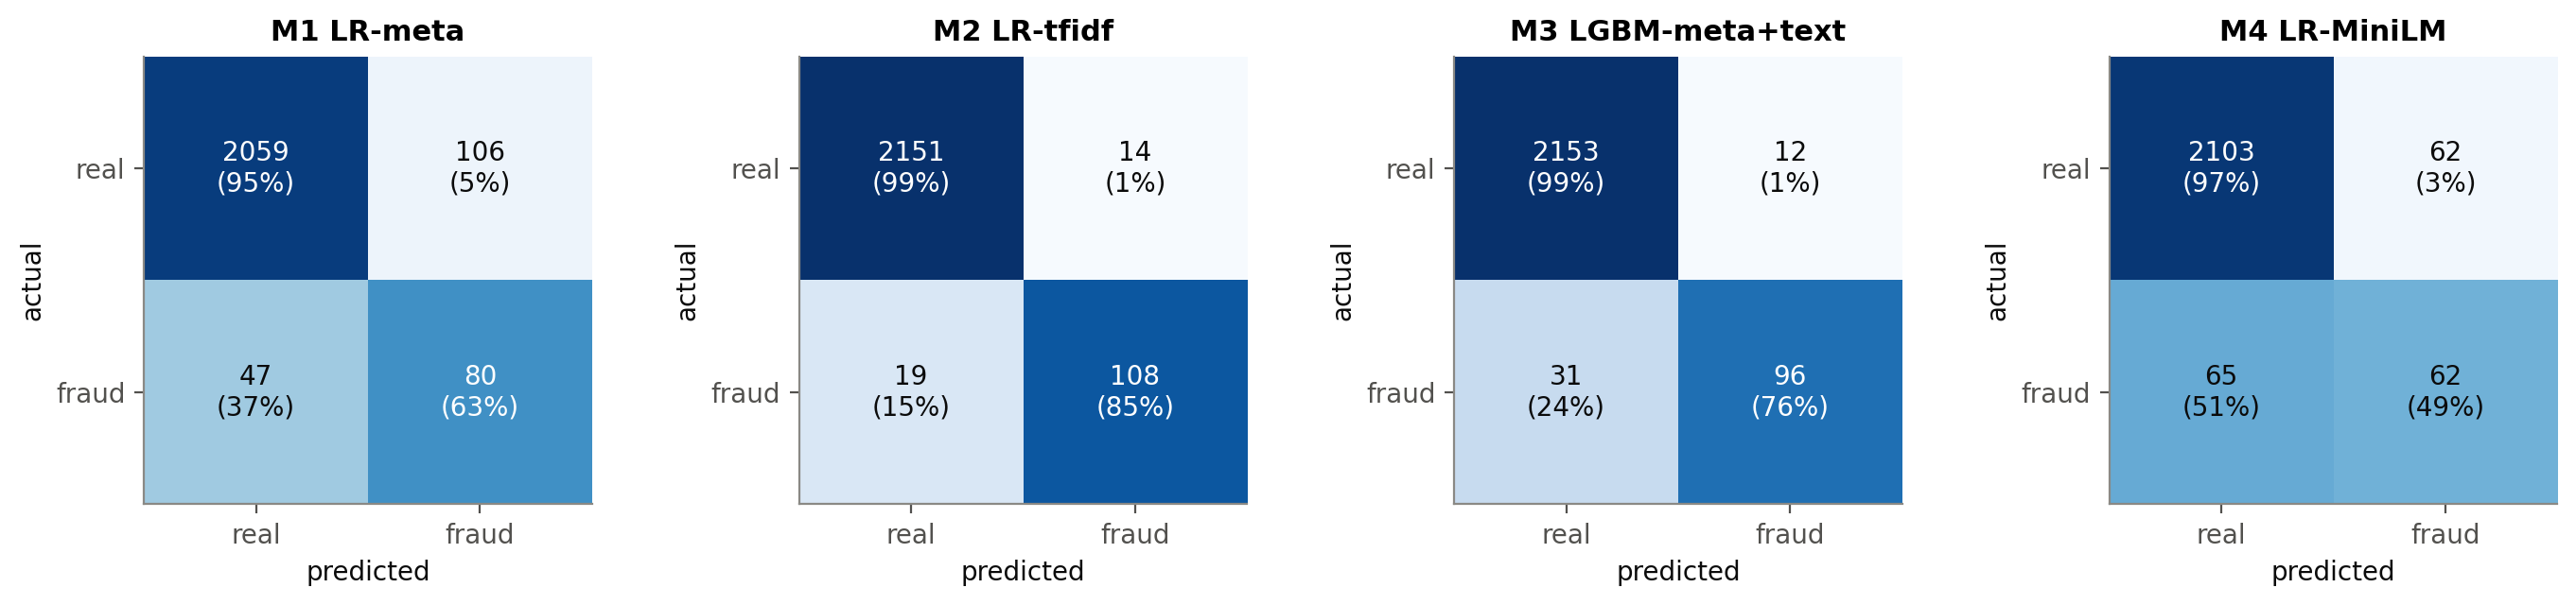 M1 LR-meta
actual
real
2059
(95%)
106
(5%)
fraud
47
(37%)
80
(63%)
real
fraud
predicted
M2 LR-tfidf
actual
real
2151
(99%)
14
(1%)
fraud
19
(15%)
108
(85%)
real
fraud
predicted
M3 LGBM-meta+text
actual
real
2153
(99%)
12
(1%)
fraud
31
(24%)
96
(76%)
real
fraud
predicted
M4 LR-MiniLM
actual
real
2103
(97%)
62
(3%)
fraud
65
(51%)
62
(49%)
real
fraud
predicted